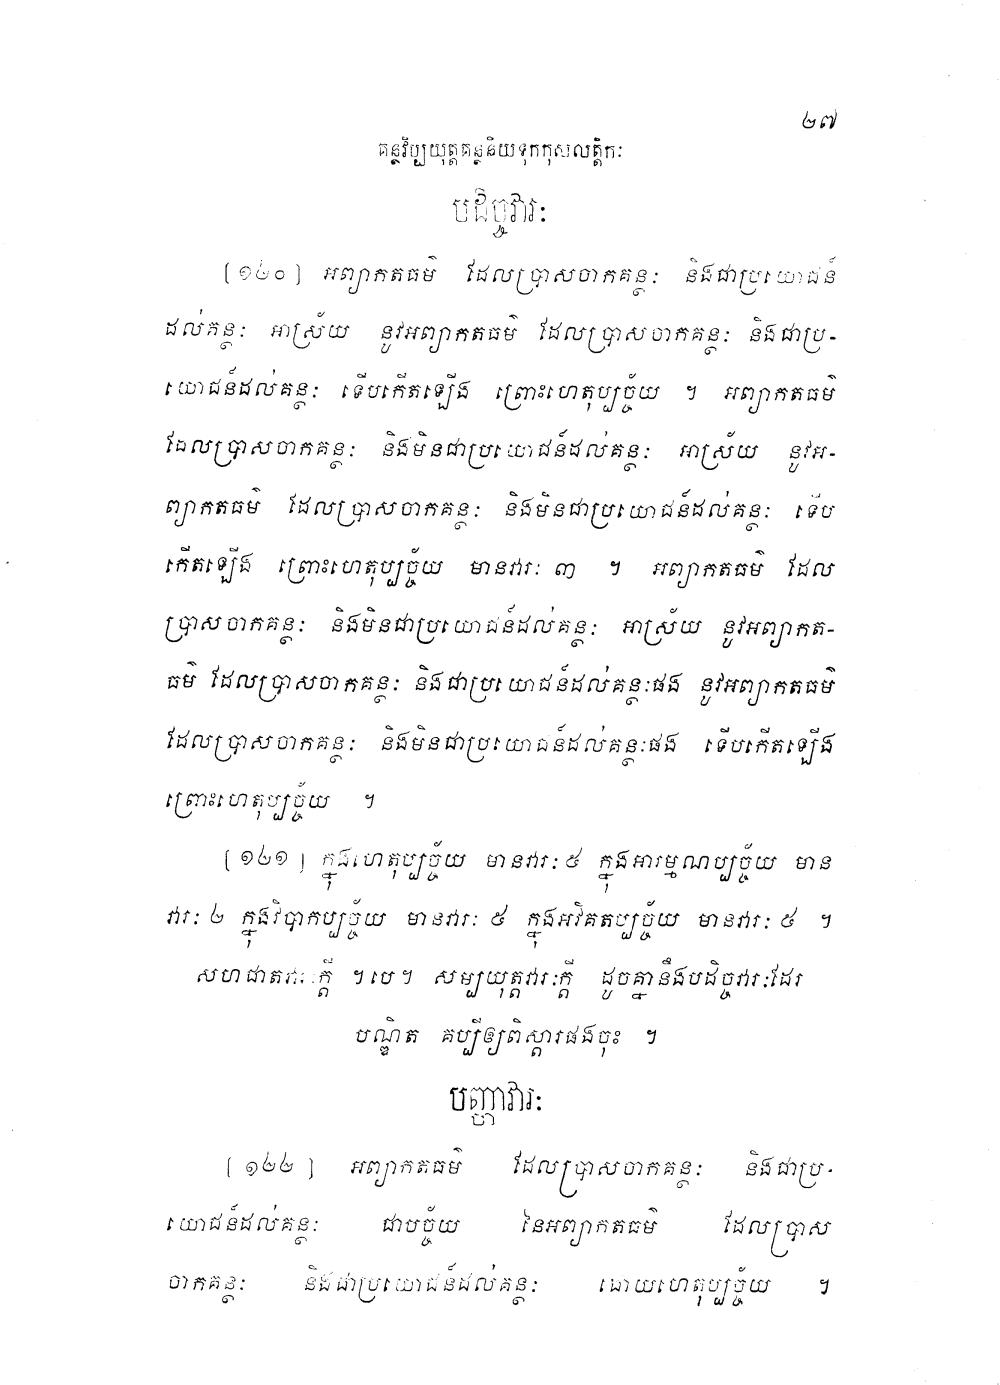 ២៧
គន្ថវិប្បយុត្តគន្ថនិយទុកកុសលត្តិកៈ
បដិច្ចវារៈ
(១២០) អព្យាកតធម៌ ដែលប្រាសចាកគន្ថៈ និងជាប្រយោជន៍
ដល់គន្ថៈ អាស្រ័យ នូវអព្យាកតធម៌ ដែលប្រាសចាកគន្ថៈ និងជាប្រ-
យោជន៍ដល់គន្ថៈ ទើបកើតឡើង ព្រោះហេតុប្បច្ច័យ ។ អព្យាកតធម៌
ដែលប្រាសចាកគន្ថៈ និងមិនជាប្រយោជន៍ដល់គន្ថៈ អាស្រ័យ នូវអ-
ព្យាកតធម៌ ដែលប្រាសចាកគន្ថៈ និងមិនជាប្រយោជន៍ដល់គន្ថៈ ទើប
កើតឡើង ព្រោះហេតុប្បច្ច័យ មានវារៈ ៣ ។ អព្យាកតធម៌ ដែល
ប្រាសចាកគន្ថៈ និងមិនជាប្រយោជន៍ដល់គន្ថៈ អាស្រ័យ នូវអព្យាកត-
ធម៌ ដែលប្រាសចាកគន្ថៈ និងជាប្រយោជន៍ដល់គន្ថៈផង នូវអព្យាកតធម៌
ដែលប្រាសចាកគន្ថៈ និងមិនជាប្រយោជន៍ដល់គន្ថៈផង ទើបកើតឡើង
ព្រោះហេតុប្បច្ច័យ ។
(១២១) ក្នុងហេតុប្បច្ច័យ មានវារៈ ៥ ក្នុងអារម្មណប្បច្ច័យ មាន
វារៈ ២ ក្នុងវិបាកប្បច្ច័យ មានវារៈ ៥ ក្នុងអវិគតប្បច្ច័យ មានវារៈ ៥ ។
សហជាតវារៈក្តី ។បេ។ សម្បយុត្តវារៈក្តី ដូចគ្នានឹងបដិច្ចវារៈដែរ
បណ្ឌិត គប្បីឲ្យពិស្តារផងចុះ ។
បញ្ហាវារៈ
(១២២) អព្យាកតធម៌ ដែលប្រាសចាកគន្ថៈ និងជាប្រ-
យោជន៍ដល់គន្ថៈ ជាបច្ច័យ នៃអព្យាកតធម៌ ដែលប្រាស
ចាកគន្ថៈ និងជាប្រយោជន៍ដល់គន្ថៈ ដោយហេតុប្បច្ច័យ ។